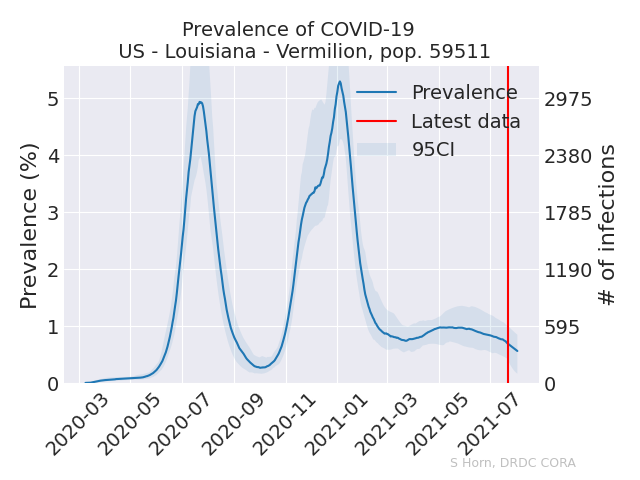 Prevalence of COVID-19
US - Louisiana - Vermilion, pop. 59511
Prevalence
Latest data
95CI
Prevalence (%)
5
4
3
2
1
0
2975
2380
1785
1190
595
0
# of infections
2020-03
2020-05
2020-07
2020-09
2020-11
2021-01
2021-03
2021-05
2021-07
S Horn, DRDC CORA